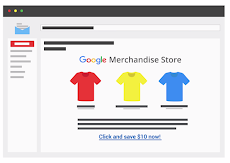 Google Merchandise Store
Click and save $10 now!